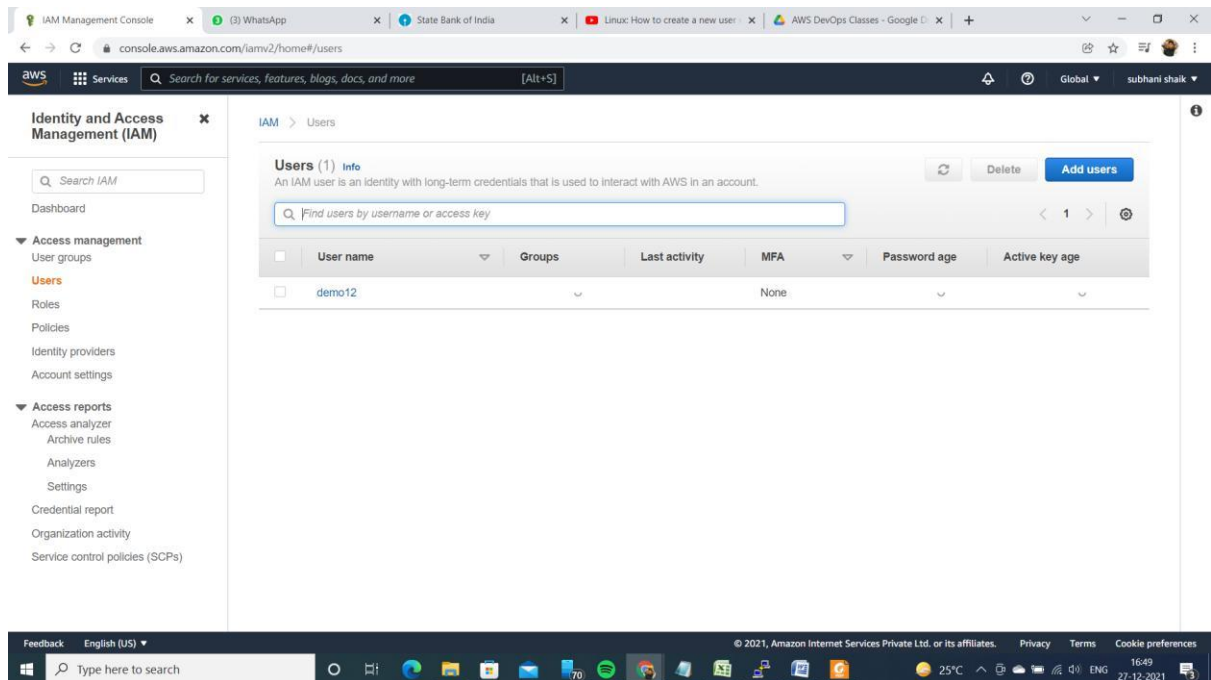 IAM Management Console
(3) WhatsApp
State Bank of India
Linux: How to create a new user
AWS DevOps Classes - Google D
console.aws.amazon.com/iamv2/home#/users
aws Services Search for services, features, blogs, docs, and more [Alt+S] Global subhani shaik
Identity and Access
Management (IAM)
Search IAM
Dashboard
Access management
User groups
Users
Roles
Policies
Identity providers
Account settings
Access reports
Access analyzer
Archive rules
Analyzers
Settings
Credential report
Organization activity
Service control policies (SCPs)
IAM > Users
Users (1) Info
An IAM user is an identity with long-term credentials that is used to interact with AWS in an account.
Delete Add users
Find users by username or access key
1
User name Groups Last activity MFA Password age Active key age
demo12 None
Feedback English (US) © 2021, Amazon Internet Services Private Ltd. or its affiliates. Privacy Terms Cookie preferences
Type here to search 70 25°C ENG 16:49
27-12-2021 3